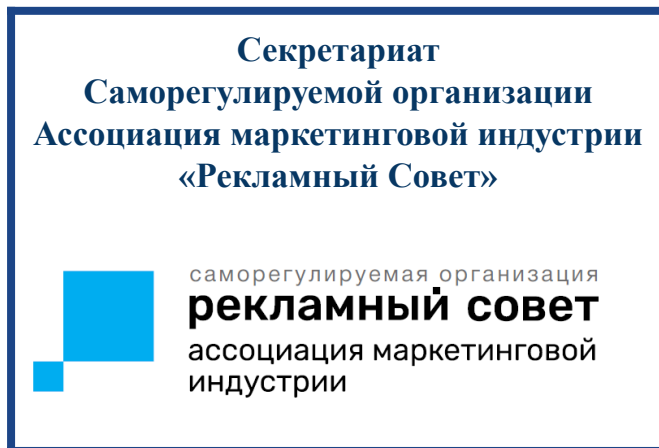 Секретариат
Саморегулируемой организации
Ассоциация маркетинговой индустрии
«Рекламный Совет»
саморегулируемая организация
рекламный совет
ассоциация маркетинговой
индустрии